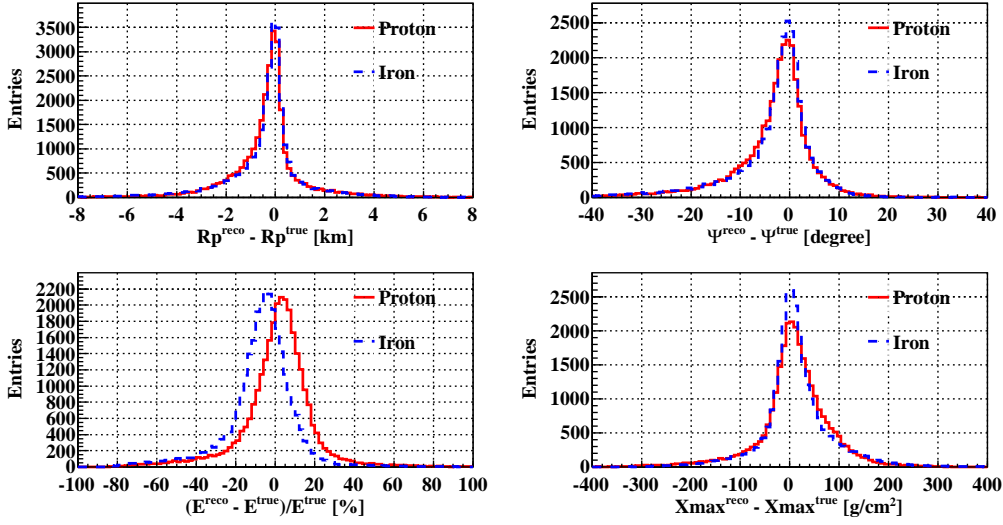 Entries
3500
3000
2500
2000
1500
1000
500
0
Proton
Iron
-8 -6 -4 -2 0 2 4 6 8
Rp^reco - Rp^true [km]
Entries
2500
2000
1500
1000
500
0
Proton
Iron
-40 -30 -20 -10 0 10 20 30 40
Ψ^reco - Ψ^true [degree]
Entries
2200
2000
1800
1600
1400
1200
1000
800
600
400
200
0
Proton
Iron
-100 -80 -60 -40 -20 0 20 40 60 80 100
(E^reco - E^true)/E^true [%]
Entries
2500
2000
1500
1000
500
0
Proton
Iron
-400 -300 -200 -100 0 100 200 300 400
Xmax^reco - Xmax^true [g/cm²]